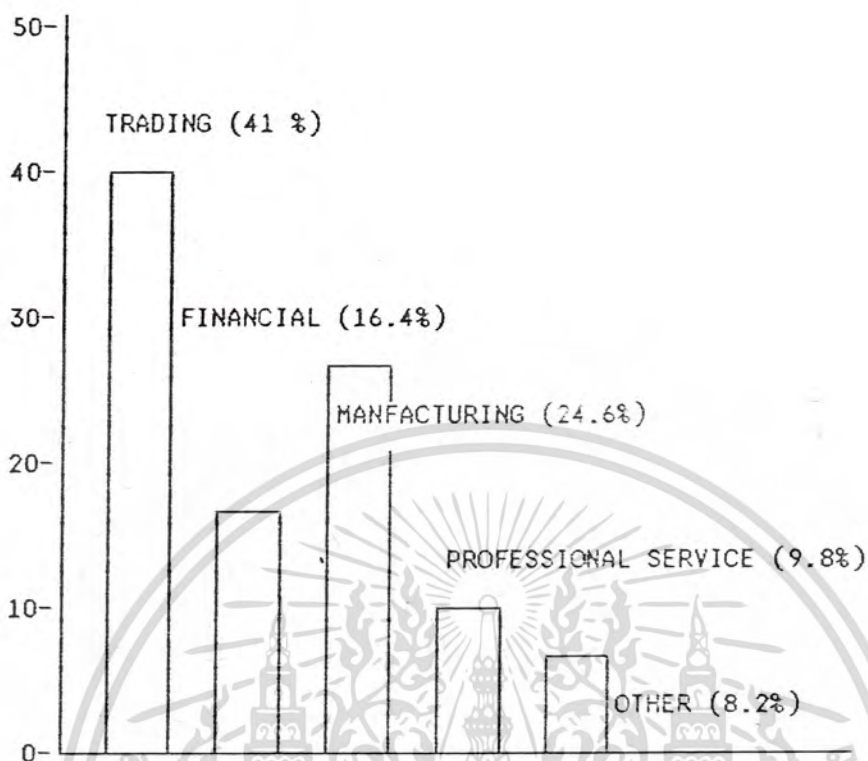 50-
TRADING (41 %)
40-
30-
FINANCIAL (16.4%)
MANFACTURING (24.6%)
20-
PROFESSIONAL SERVICE (9.8%)
10-
OTHER (8.2%)
0-